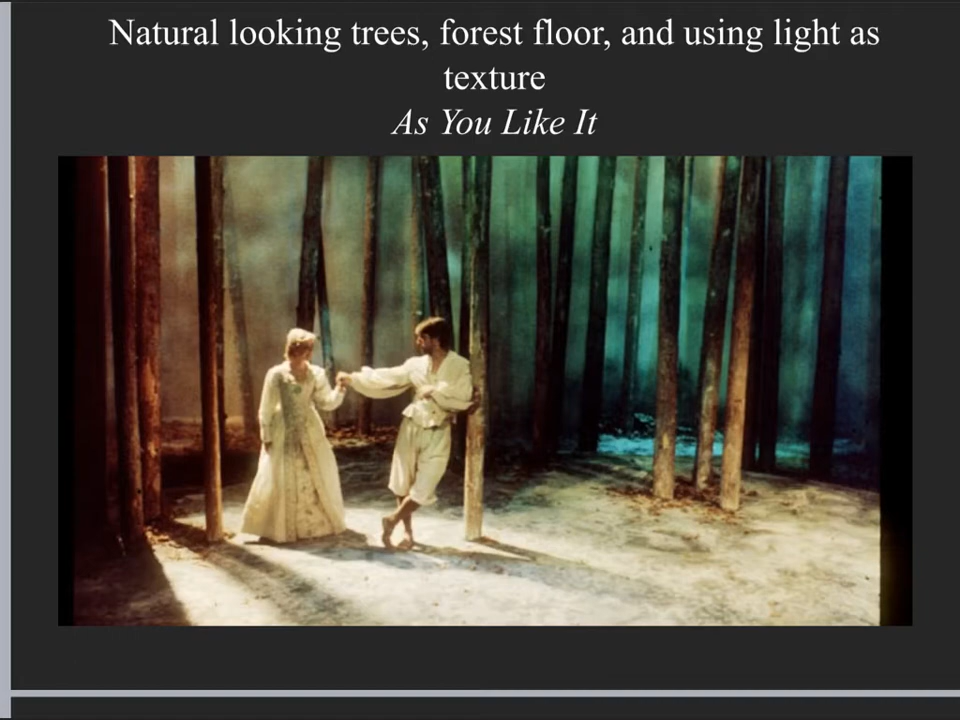 Natural looking trees, forest floor, and using light as
texture
As You Like It